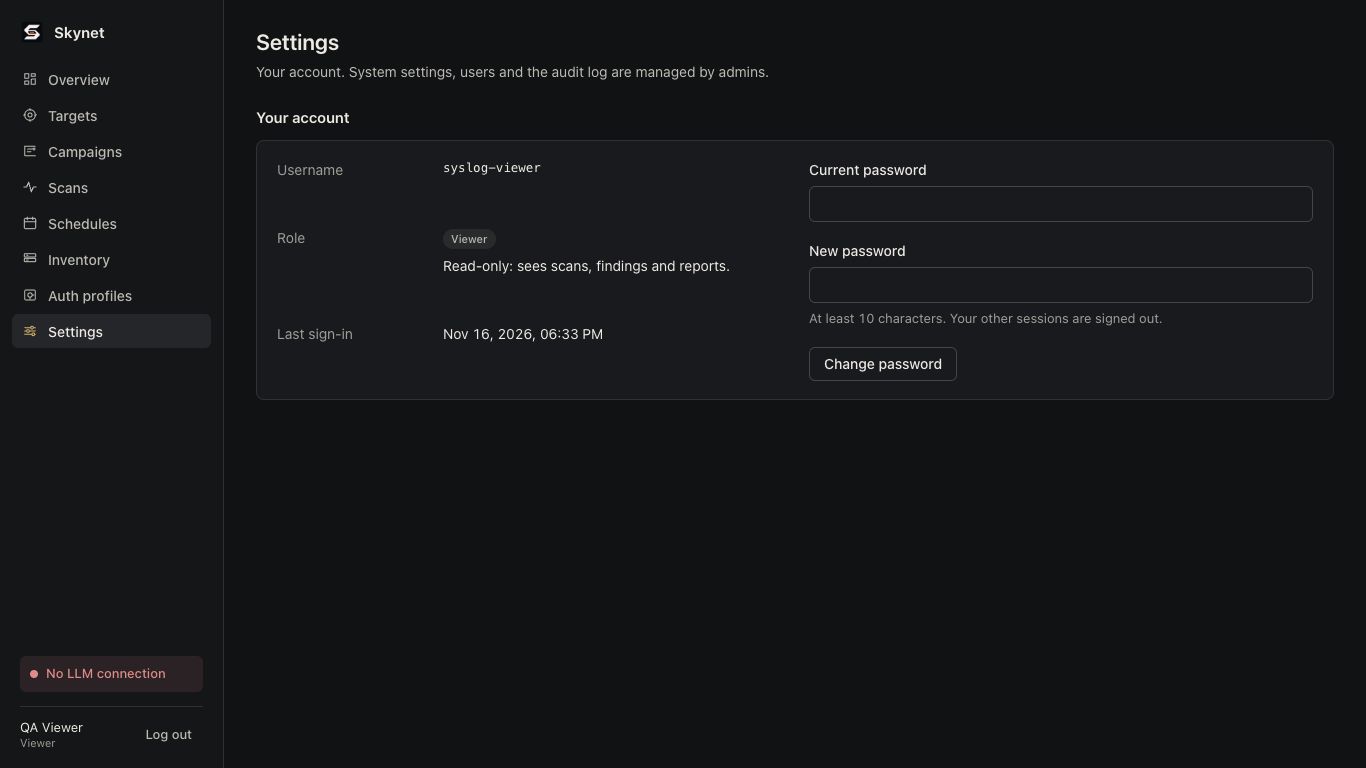 Skynet
Overview
Targets
Campaigns
Scans
Schedules
Inventory
Auth profiles
Settings
No LLM connection
QA Viewer
Viewer
Log out
Settings
Your account. System settings, users and the audit log are managed by admins.
Your account
Username
syslog-viewer
Role
Viewer
Read-only: sees scans, findings and reports.
Last sign-in
Nov 16, 2026, 06:33 PM
Current password
New password
At least 10 characters. Your other sessions are signed out.
Change password